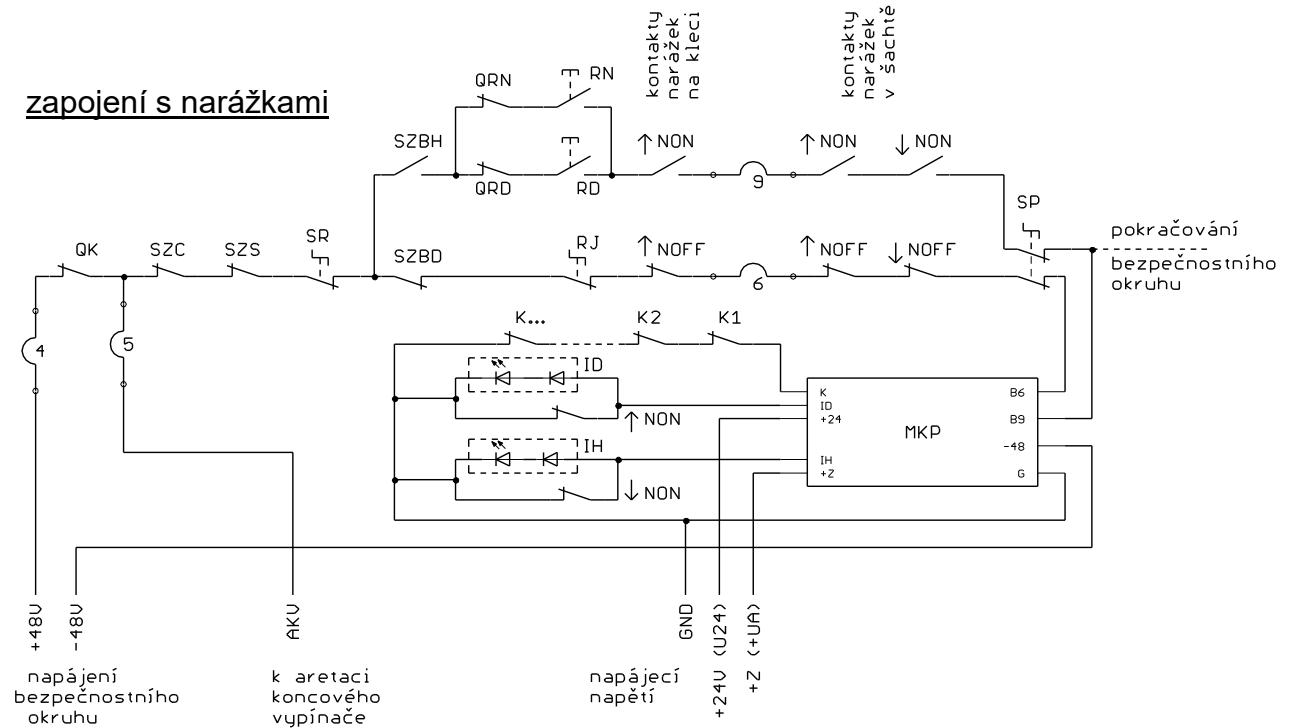 zapojení s narážkami
kontakty
narážek
na kleci
kontakty
narážek
v šachtě
QRN
RN
SZBH
↑ NON
↑ NON
↓ NON
QRD
RD
9
SP
QK
SZC
SZS
SR
SZBD
RJ
↑ NOFF
↑ NOFF
↓ NOFF
pokračování
bezpečnostního
okruhu
6
4
5
K...
K2
K1
ID
↑ NON
IH
↓ NON
K
ID
+24
IH
+Z
MKP
B6
B9
-48
G
+48V
-48V
AKV
GND
+24V (U24)
+Z (+UA)
napájení
bezpečnostního
okruhu
k aretaci
koncového
vypínače
napájecí
napětí